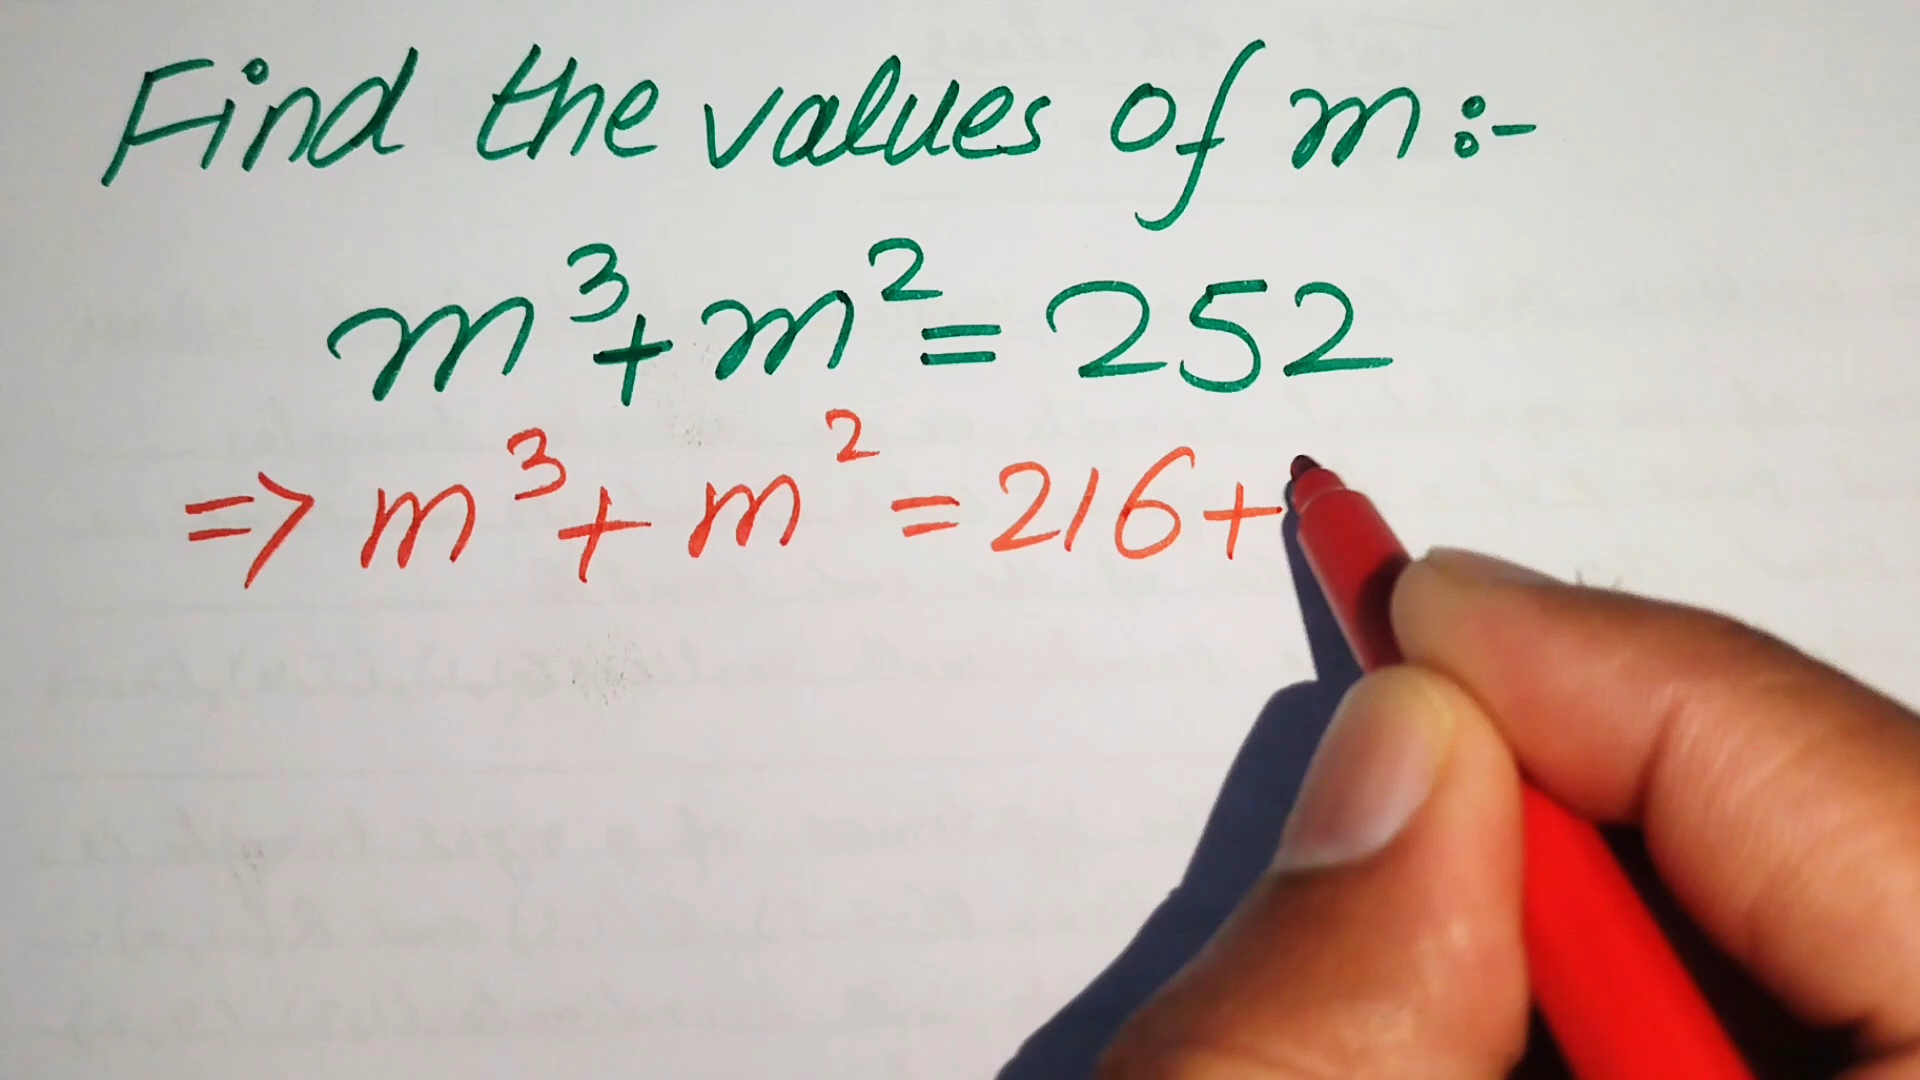 Find the values of m :-
m³ + m² = 252
=> m³ + m² = 216 +